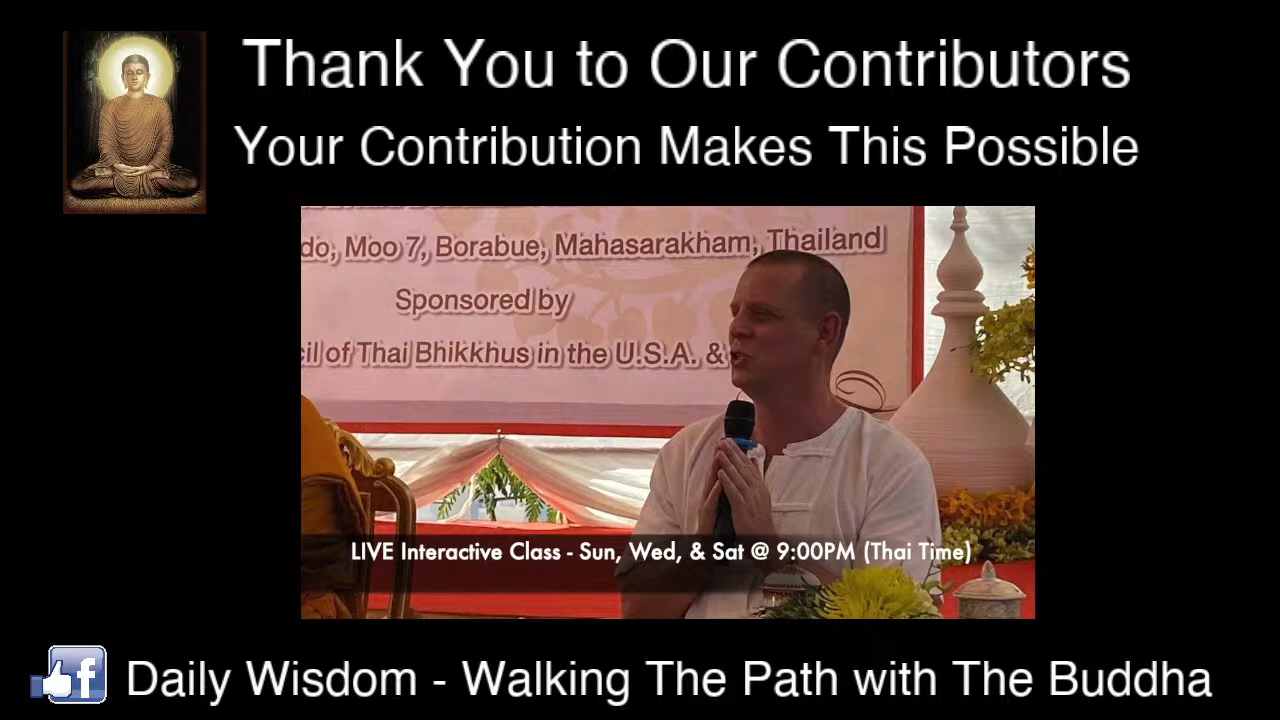 Thank You to Our Contributors
Your Contribution Makes This Possible
do, Moo 7, Borabue, Mahasarakham, Thailand
Sponsored by
cil of Thai Bhikkhus in the U.S.A. &
LIVE Interactive Class - Sun, Wed, & Sat @ 9:00PM (Thai Time)
f Daily Wisdom - Walking The Path with The Buddha